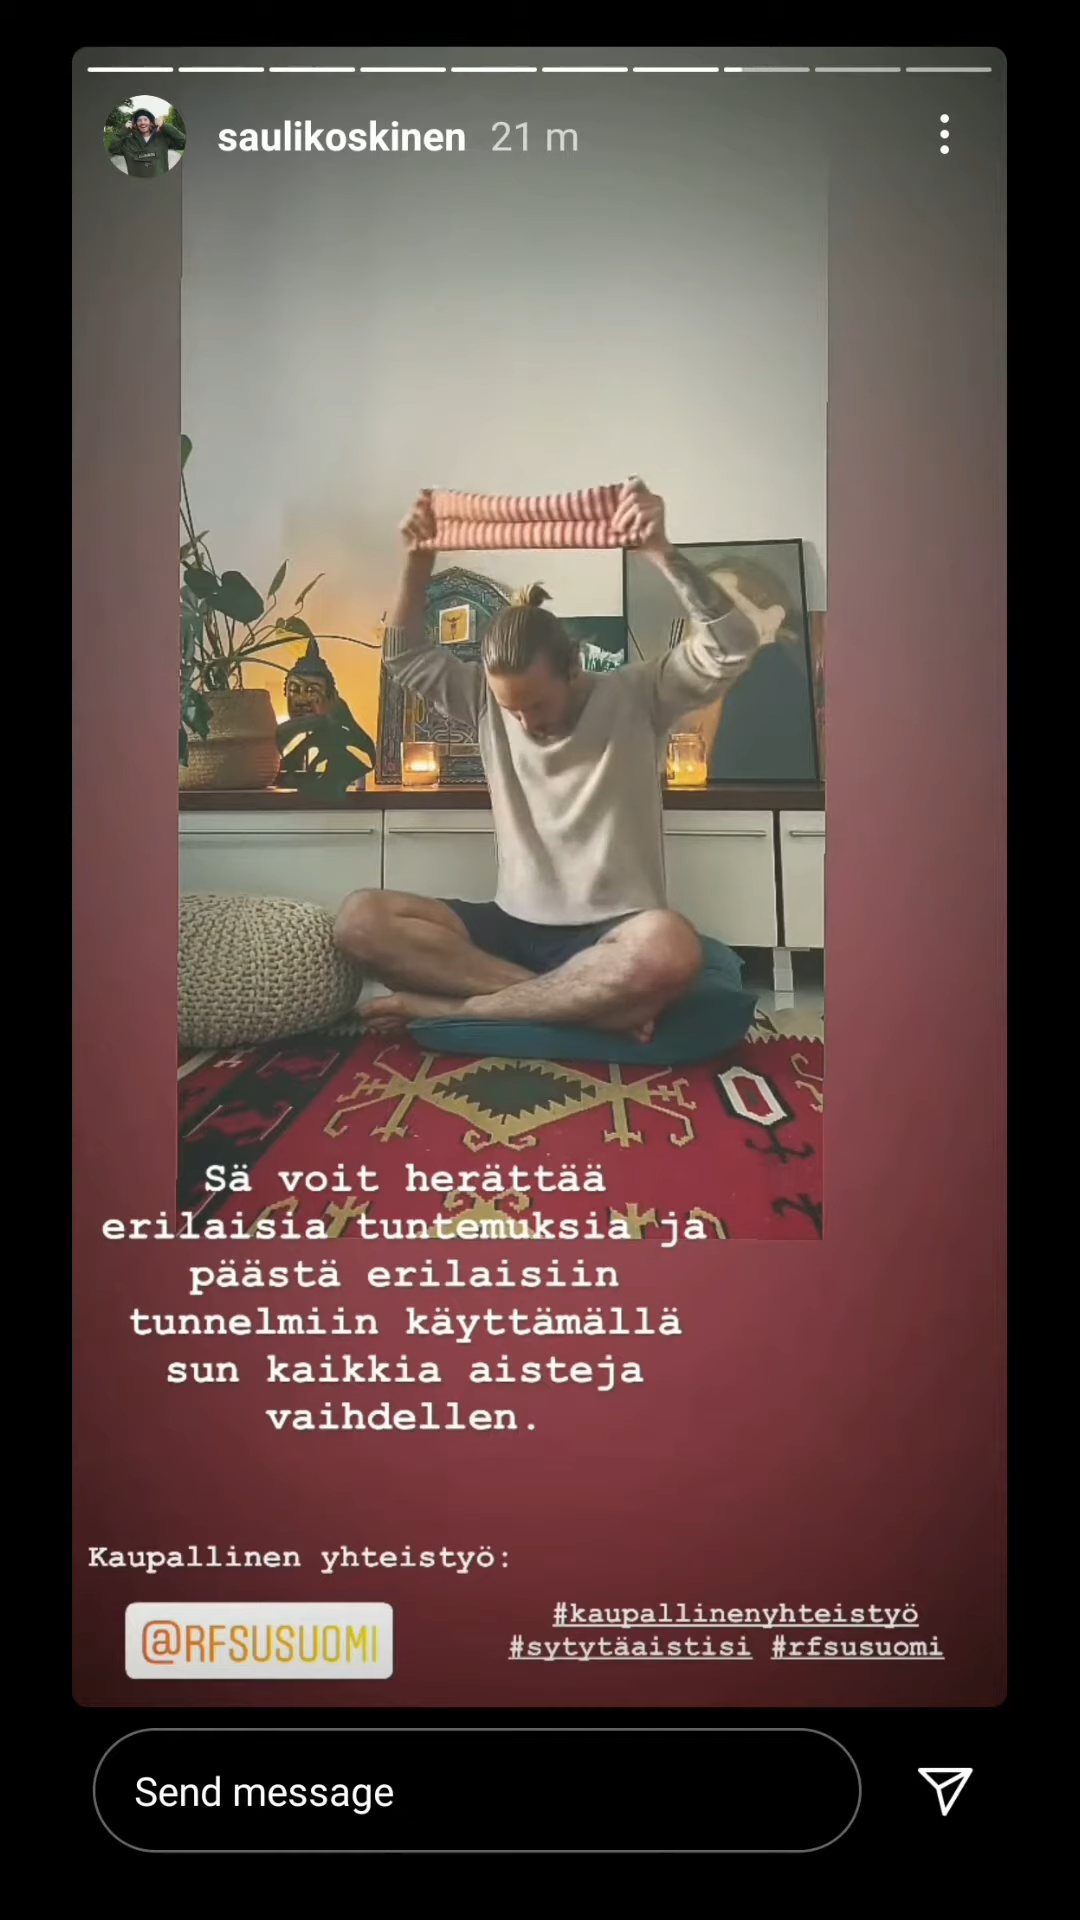 saulikoskinen 21 m
Sä voit herättää
erilaisia tuntemuksia ja
päästä erilaisiin
tunnelmiin käyttämällä
sun kaikkia aisteja
vaihdellen.
Kaupallinen yhteistyö:
@RFSUSUOMI
#kaupallinenyhteistyö
#sytytäaistisi #rfsusuomi
Send message